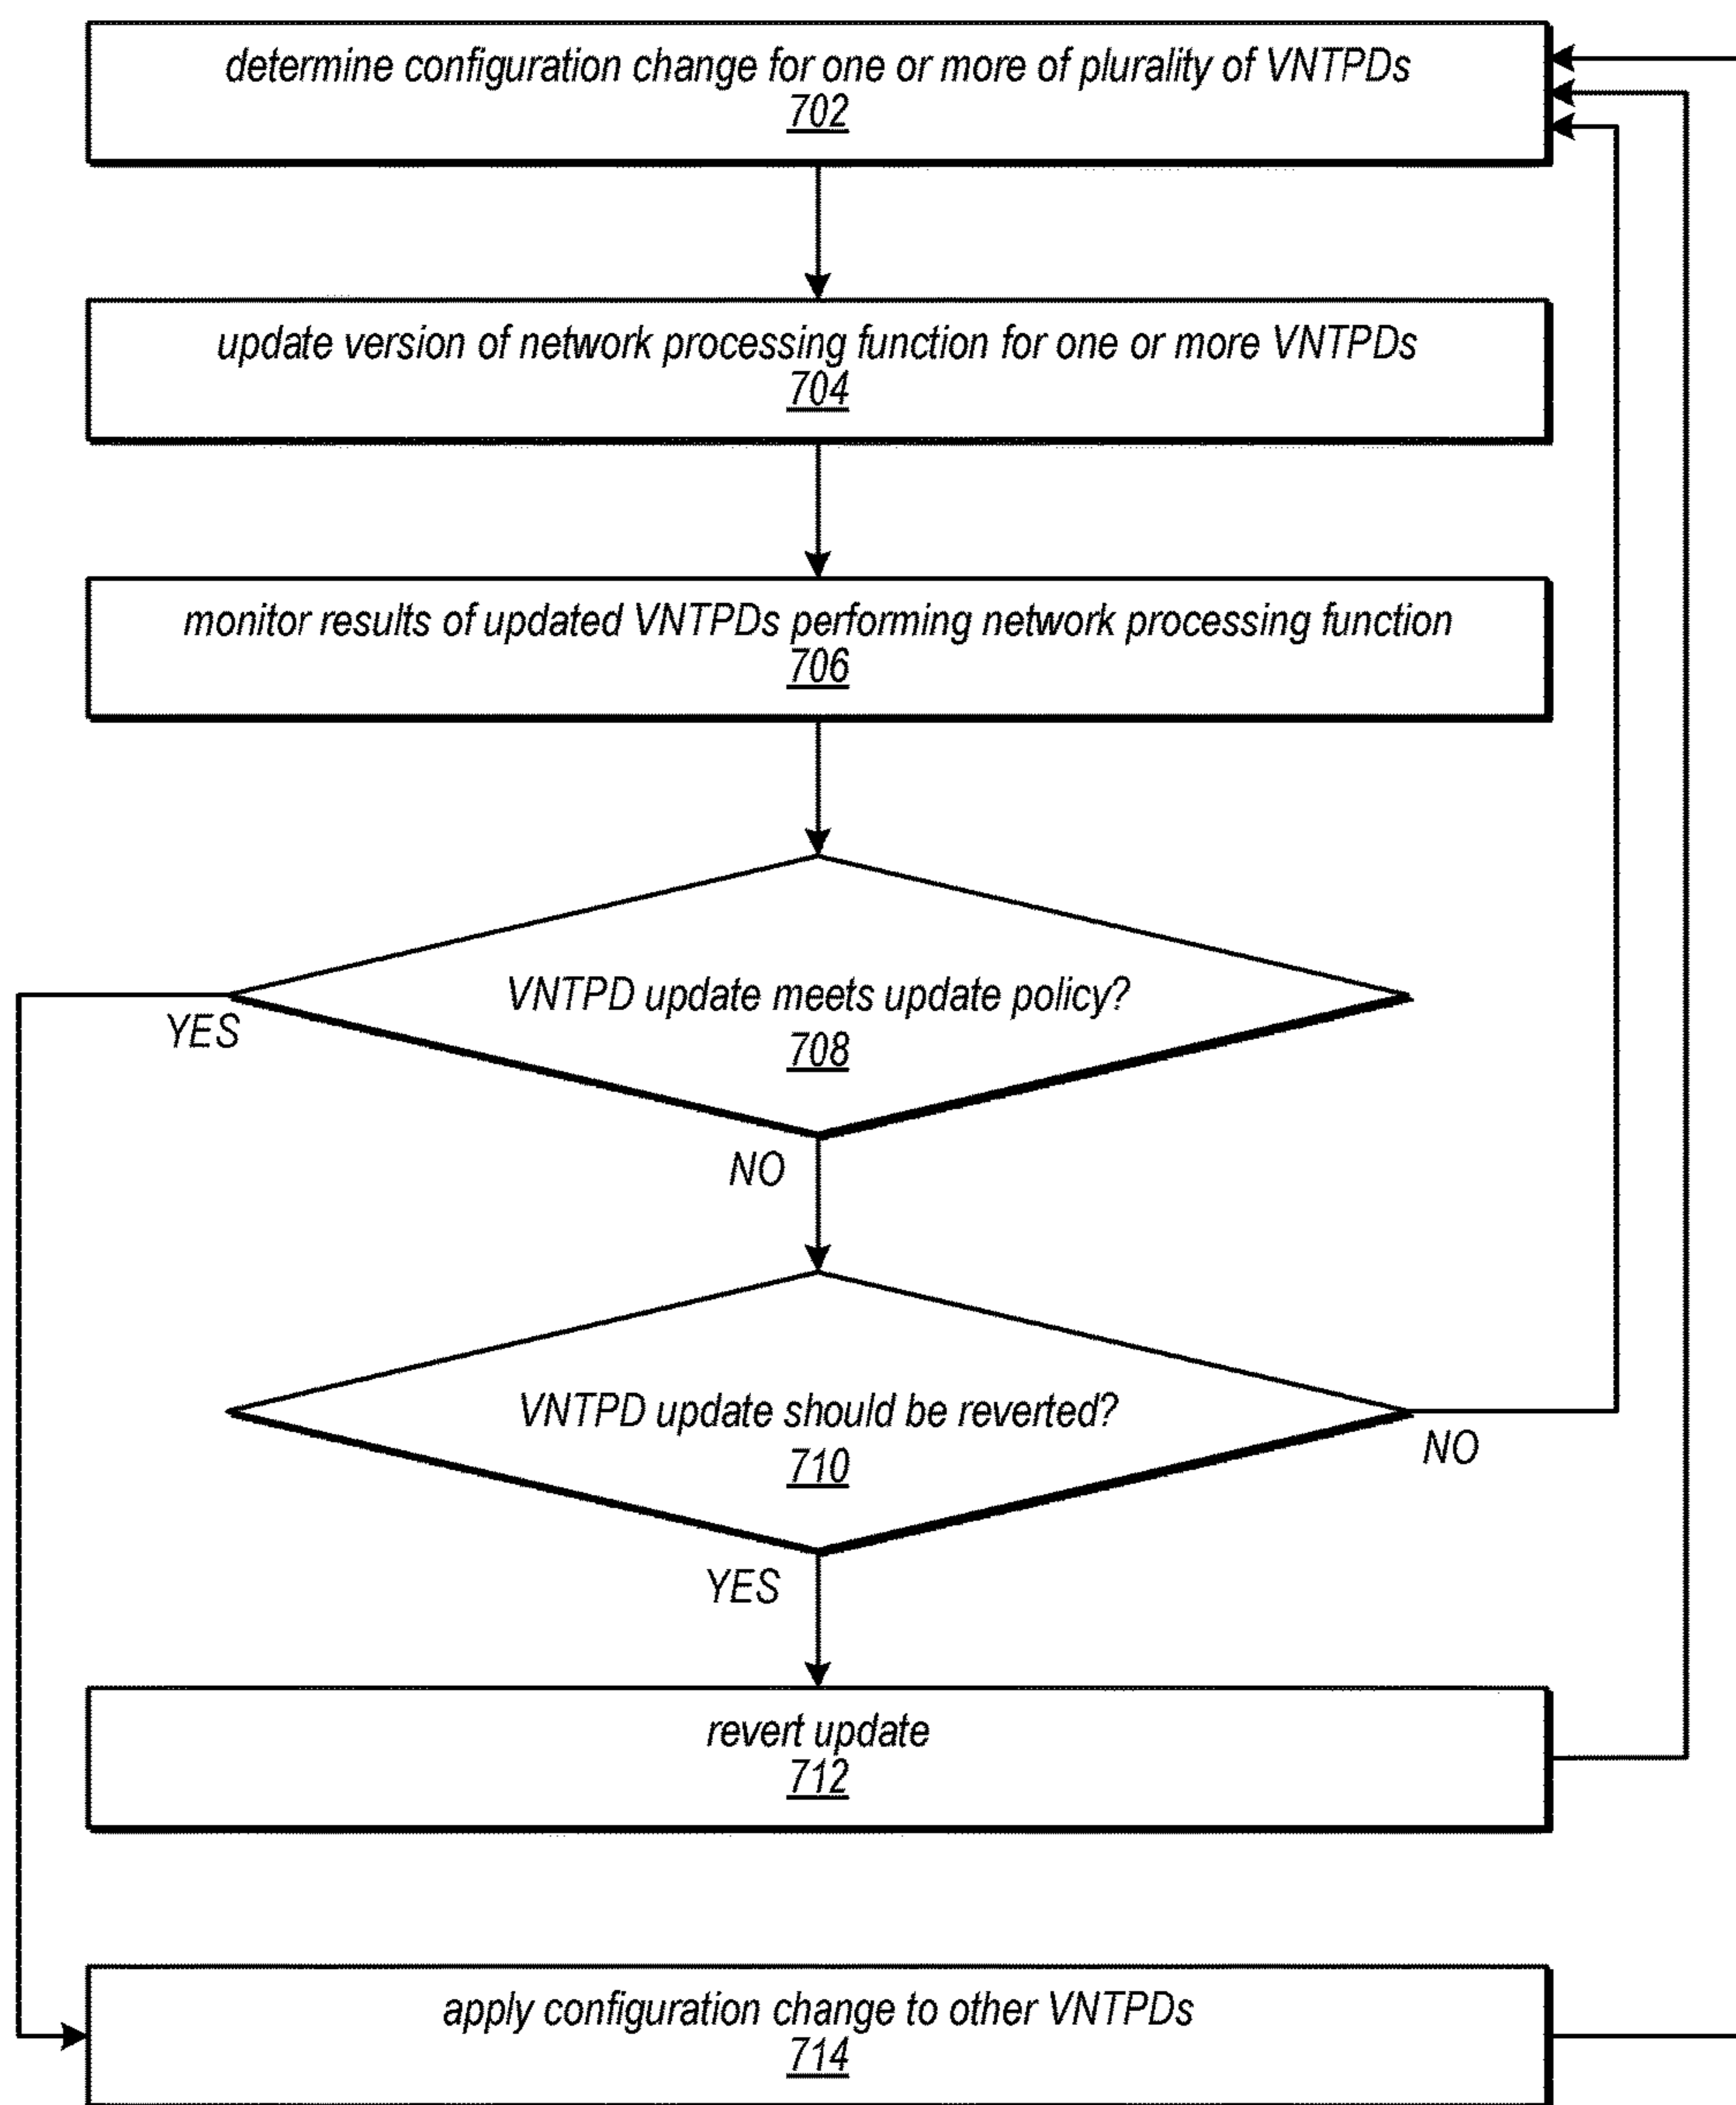 determine configuration change for one or more of plurality of VNTPDs
702
update version of network processing function for one or more VNTPDs
704
monitor results of updated VNTPDs performing network processing function
706
VNTPD update meets update policy?
708
YES
NO
VNTPD update should be reverted?
710
NO
YES
revert update
712
apply configuration change to other VNTPDs
714